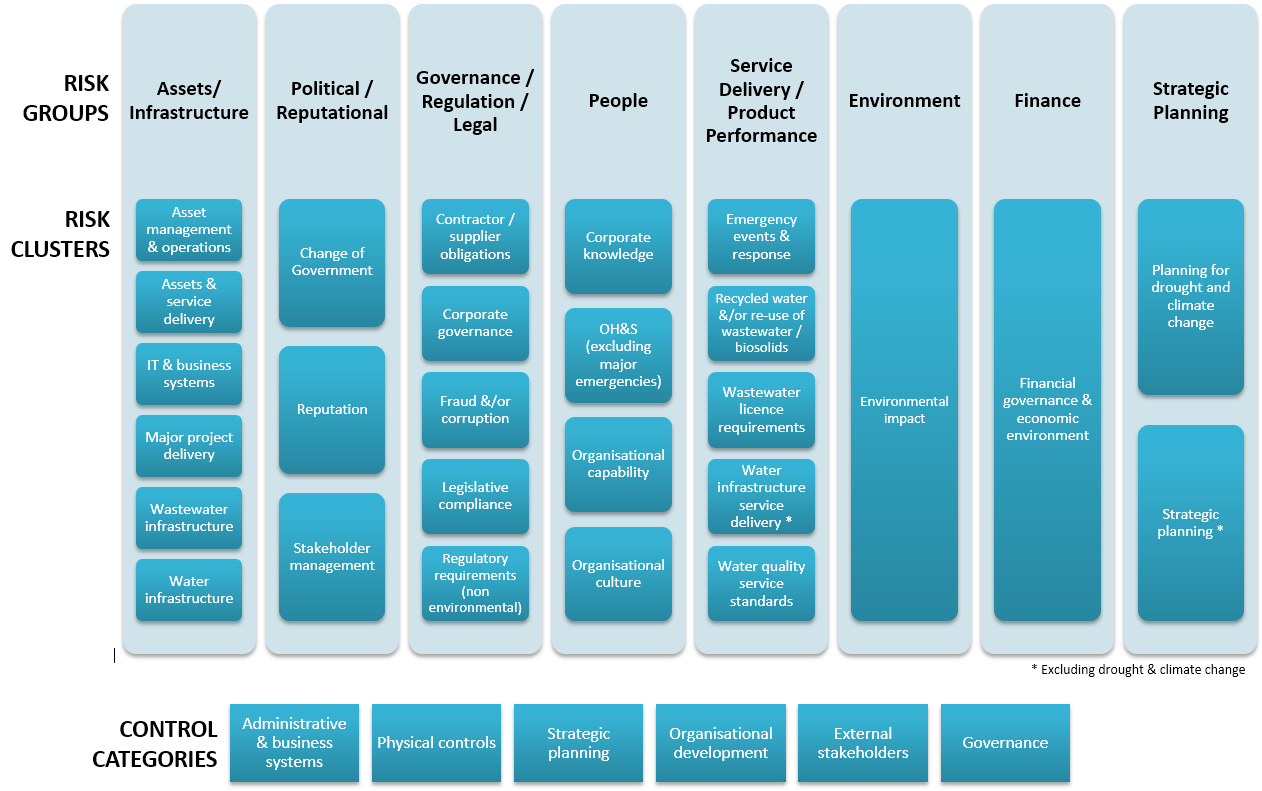 RISK
GROUPS
Assets/
Infrastructure
Political /
Reputational
Governance /
Regulation /
Legal
People
Service
Delivery /
Product
Performance
Environment
Finance
Strategic
Planning
RISK
CLUSTERS
Asset
management
& operations
Assets &
service
delivery
IT & business
systems
Major project
delivery
Wastewater
infrastructure
Water
infrastructure
Change of
Government
Reputation
Stakeholder
management
Contractor /
supplier
obligations
Corporate
governance
Fraud &/or
corruption
Legislative
compliance
Regulatory
requirements
(non
environmental)
Corporate
knowledge
OH&S
(excluding
major
emergencies)
Organisational
capability
Organisational
culture
Emergency
events &
response
Recycled water
&/or re-use of
wastewater /
biosolids
Wastewater
licence
requirements
Water
infrastructure
service
delivery *
Water quality
service
standards
Environmental
impact
Financial
governance &
economic
environment
Planning for
drought and
climate
change
Strategic
planning *
* Excluding drought & climate change
CONTROL
CATEGORIES
Administrative
& business
systems
Physical controls
Strategic
planning
Organisational
development
External
stakeholders
Governance